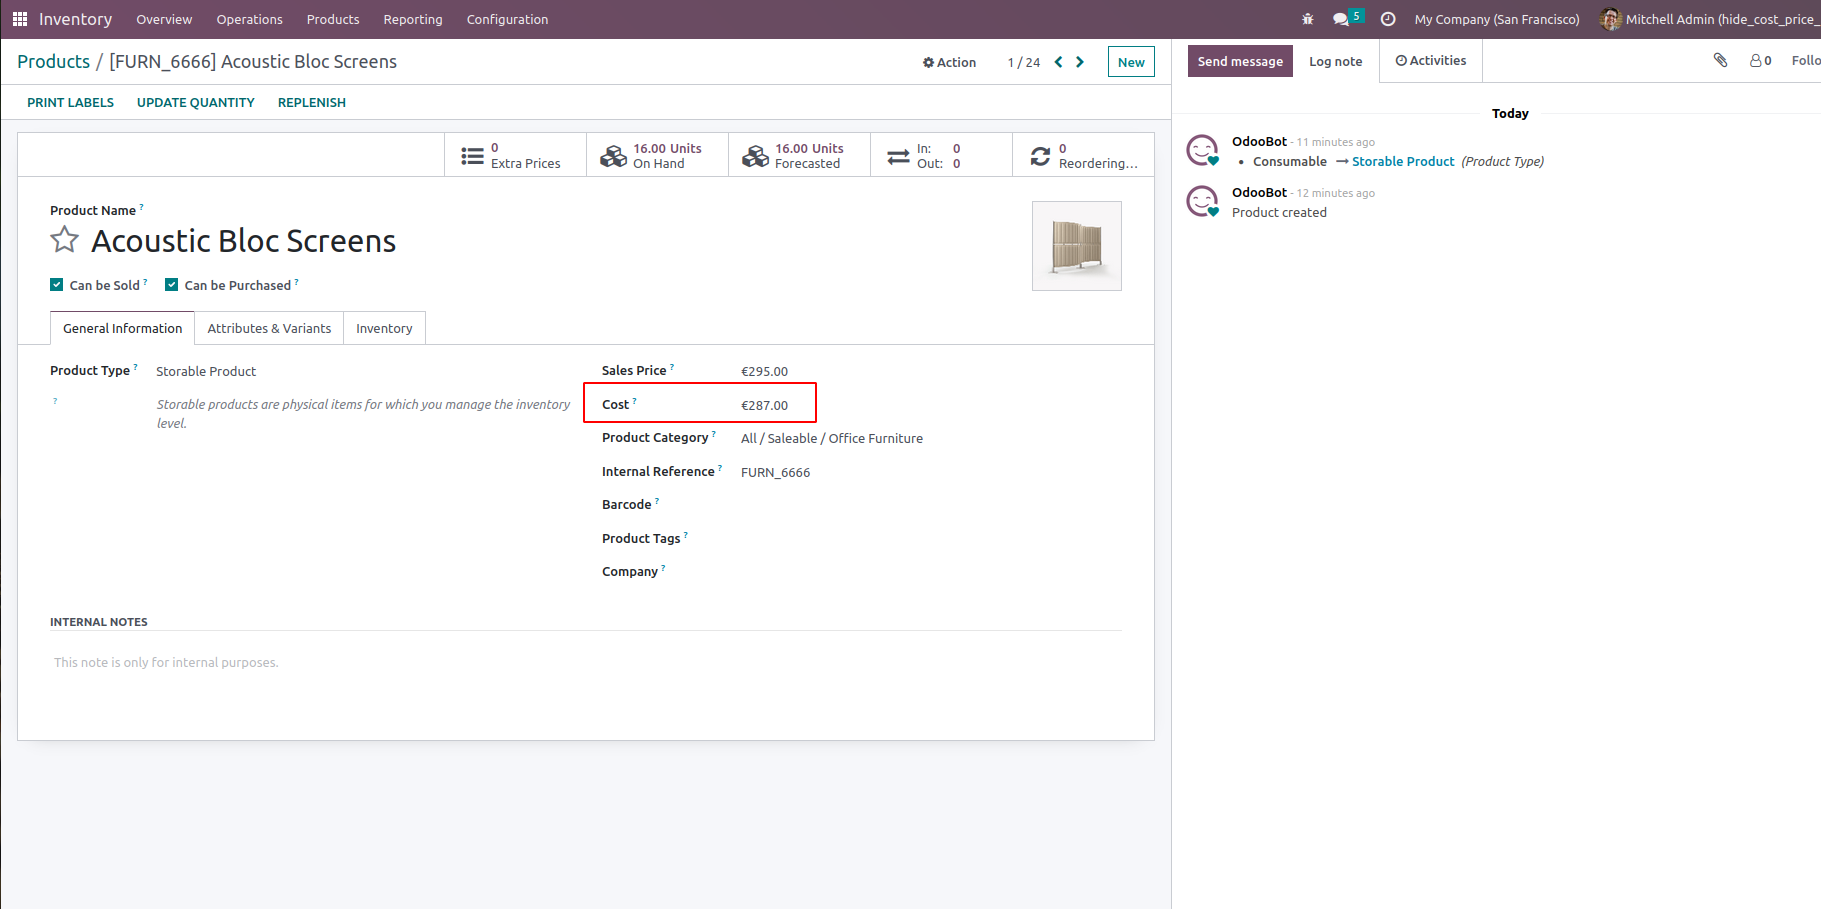 Inventory Overview Operations Products Reporting Configuration 5 My Company (San Francisco) Mitchell Admin (hide_cost_price_
Products / [FURN_6666] Acoustic Bloc Screens Action 1 / 24 New
Send message Log note Activities 0 Follo
PRINT LABELS UPDATE QUANTITY REPLENISH
0 Extra Prices
16.00 Units On Hand
16.00 Units Forecasted
In: 0
Out: 0
0 Reordering...
Product Name ?
Acoustic Bloc Screens
Can be Sold ? Can be Purchased ?
General Information Attributes & Variants Inventory
Product Type ? Storable Product
? Storable products are physical items for which you manage the inventory
level.
Sales Price ? €295.00
Cost ? €287.00
Product Category ? All / Saleable / Office Furniture
Internal Reference ? FURN_6666
Barcode ?
Product Tags ?
Company ?
INTERNAL NOTES
This note is only for internal purposes.
Today
OdooBot - 11 minutes ago
• Consumable → Storable Product (Product Type)
OdooBot - 12 minutes ago
Product created